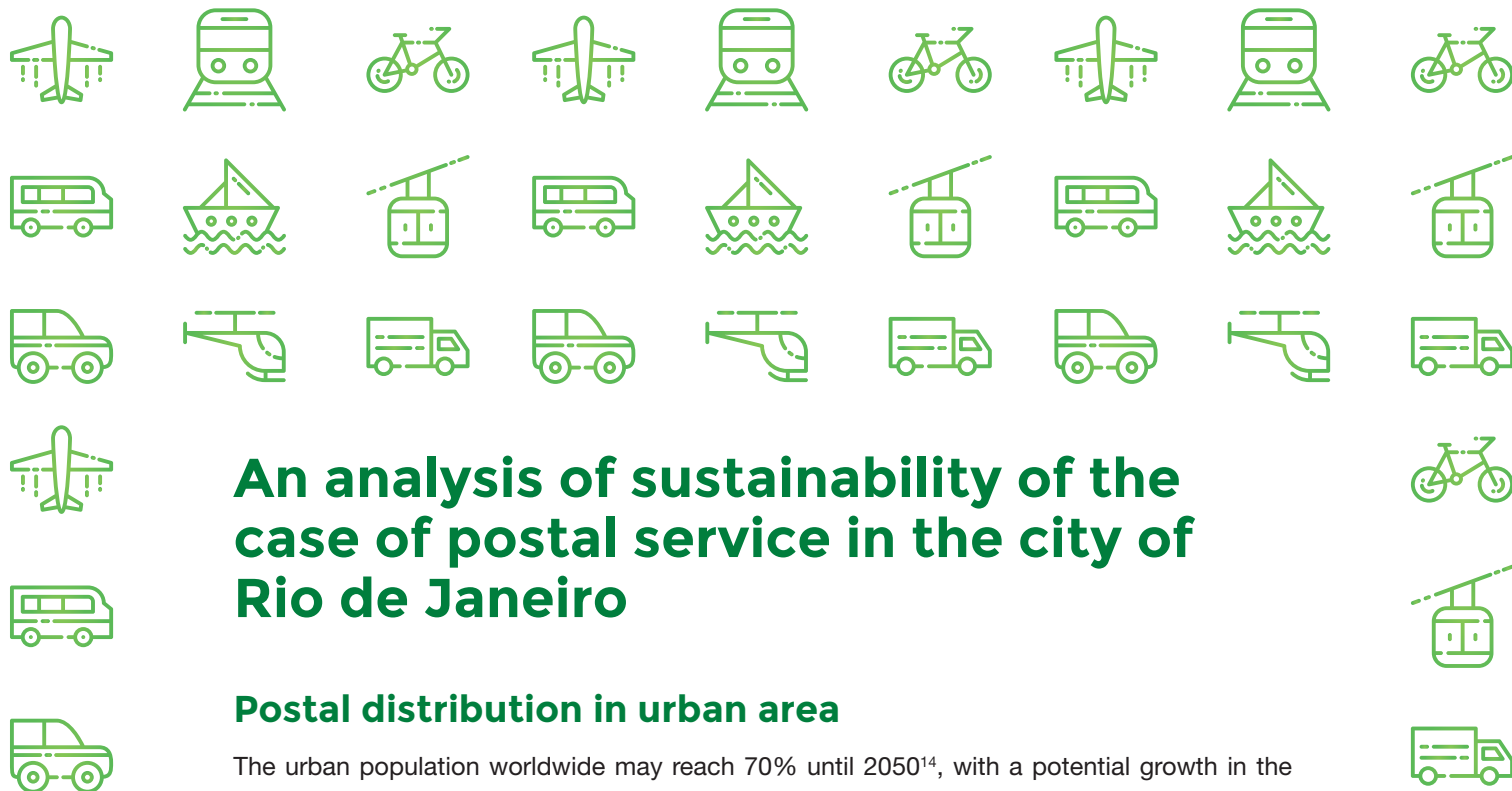 An analysis of sustainability of the
case of postal service in the city of
Rio de Janeiro
Postal distribution in urban area
The urban population worldwide may reach 70% until 2050¹⁴, with a potential growth in the